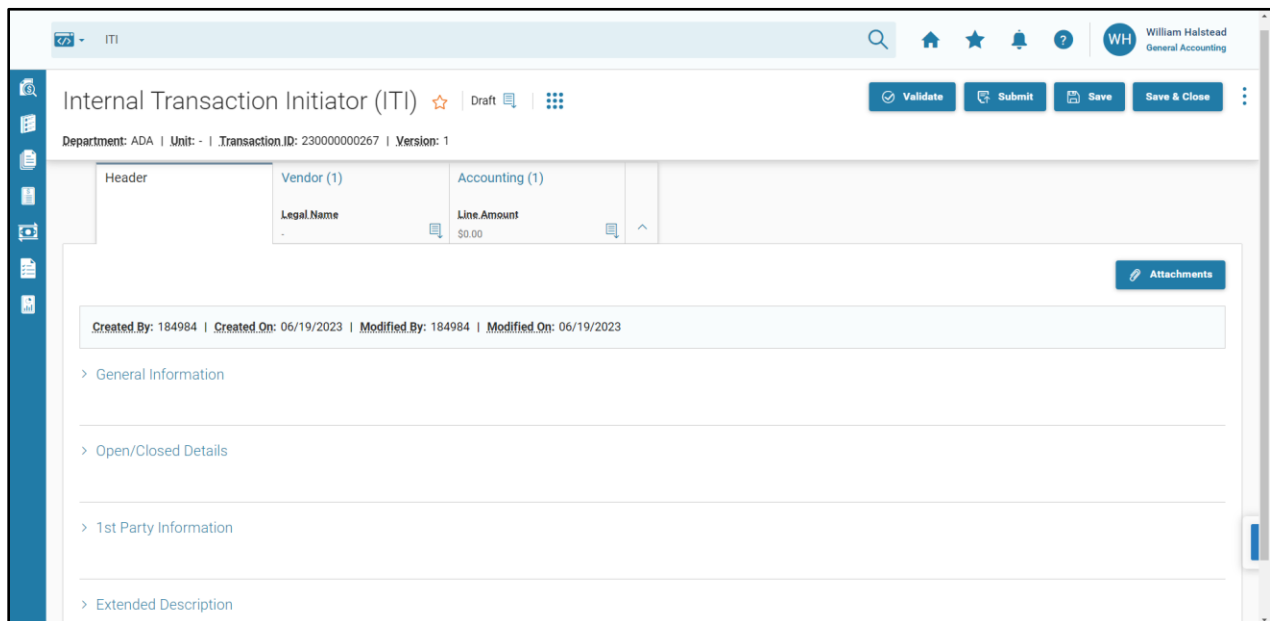 ITI
WH
William Halstead
General Accounting
Internal Transaction Initiator (ITI)
Draft
Validate
Submit
Save
Save & Close
Department: ADA | Unit: - | Transaction ID: 230000000267 | Version: 1
Header
Vendor (1)
Accounting (1)
Legal Name
Line Amount
-
$0.00
Attachments
Created By: 184984 | Created On: 06/19/2023 | Modified By: 184984 | Modified On: 06/19/2023
General Information
Open/Closed Details
1st Party Information
Extended Description